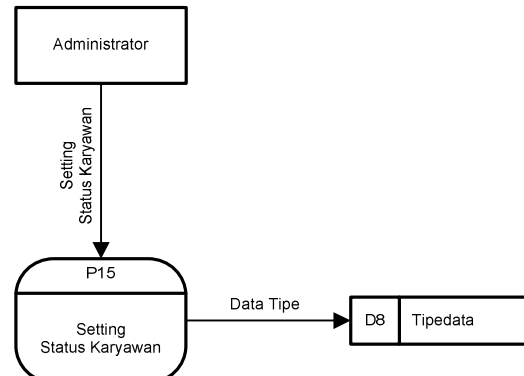 Administrator
Setting
Status Karyawan
P15
Setting
Status Karyawan
Data Tipe
D8
Tipedata